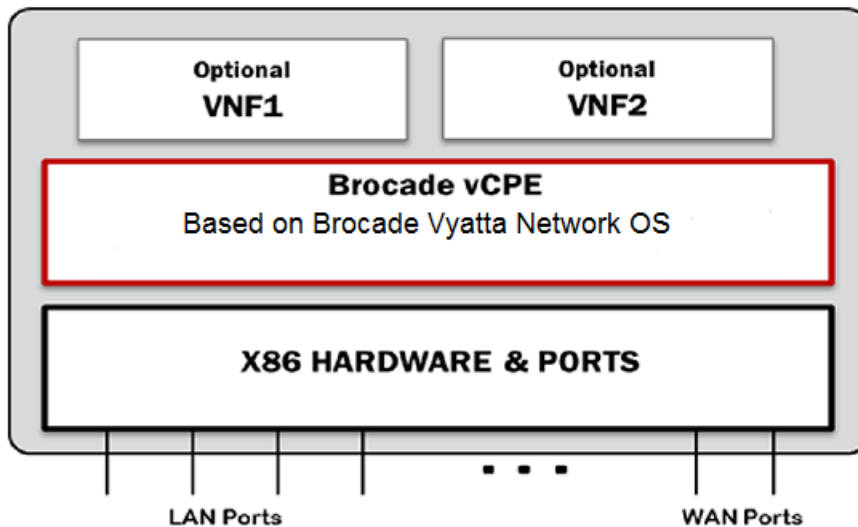 Optional
VNF1
Optional
VNF2
Brocade vCPE
Based on Brocade Vyatta Network OS
X86 HARDWARE & PORTS
LAN Ports
WAN Ports